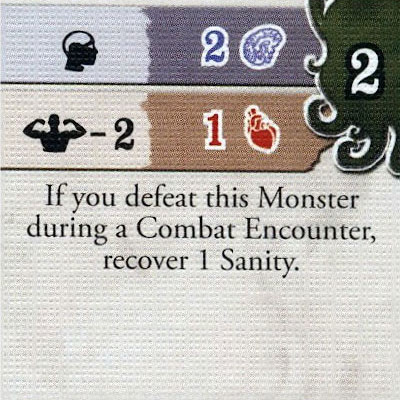 2
2
-2 1
If you defeat this Monster
during a Combat Encounter,
recover 1 Sanity.